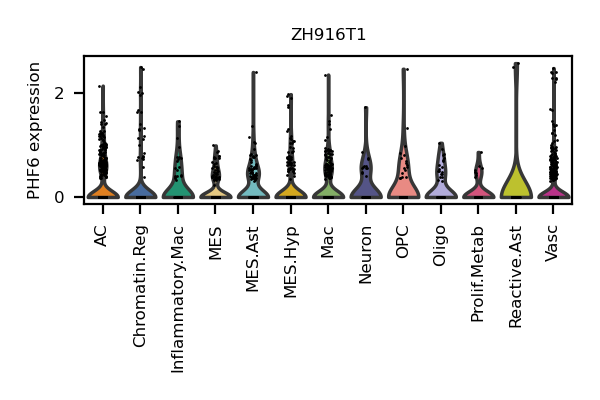 ZH916T1
PHF6 expression
2
0
AC
Chromatin.Reg
Inflammatory.Mac
MES
MES.Ast
MES.Hyp
Mac
Neuron
OPC
Oligo
Prolif.Metab
Reactive.Ast
Vasc